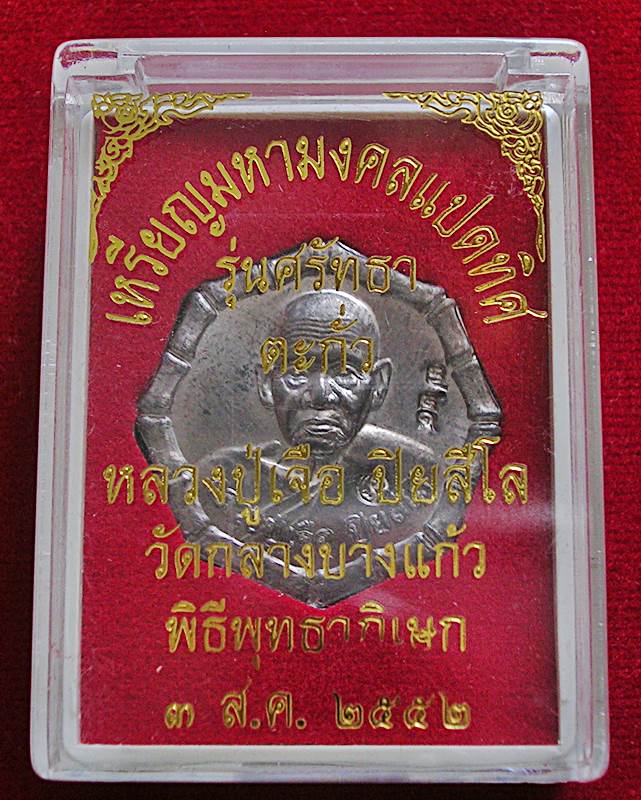 เหรียญมหามงคลแปดทิศ
รุ่นศรัทธา
ตะกั่ว
หลวงปู่เจือ ปิยสีโล
วัดกลางบางแก้ว
พิธีพุทธาภิเษก
๓ ส.ค. ๒๕๕๒